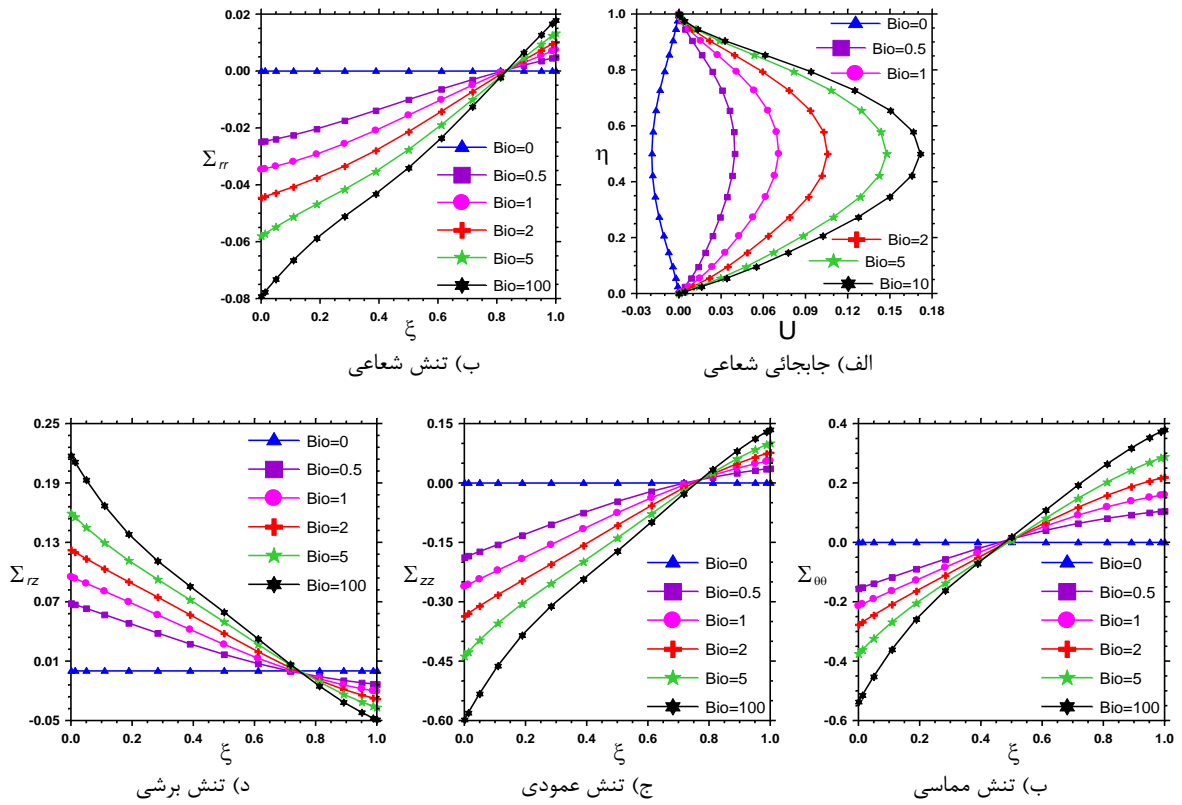 0.02
0.00
-0.02
-0.04
-0.06
-0.08
Σrr
Bio=0
Bio=0.5
Bio=1
Bio=2
Bio=5
Bio=100
0.0 0.2 0.4 0.6 0.8 1.0
ξ
ب) تنش شعاعی
1.0
0.8
0.6
0.4
0.2
0.0
η
Bio=0
Bio=0.5
Bio=1
Bio=2
Bio=5
Bio=10
-0.03 0.00 0.03 0.06 0.09 0.12 0.15 0.18
U
الف) جابجائی شعاعی
0.25
0.19
0.13
0.07
0.01
-0.05
Σrz
Bio=0
Bio=0.5
Bio=1
Bio=2
Bio=5
Bio=100
0.0 0.2 0.4 0.6 0.8 1.0
ξ
د) تنش برشی
0.15
0.00
-0.15
-0.30
-0.45
-0.60
Σzz
Bio=0
Bio=0.5
Bio=1
Bio=2
Bio=5
Bio=100
0.0 0.2 0.4 0.6 0.8 1.0
ξ
ج) تنش عمودی
0.4
0.2
0.0
-0.2
-0.4
-0.6
Σθθ
Bio=0
Bio=0.5
Bio=1
Bio=2
Bio=5
Bio=100
0.0 0.2 0.4 0.6 0.8 1.0
ξ
ب) تنش مماسی